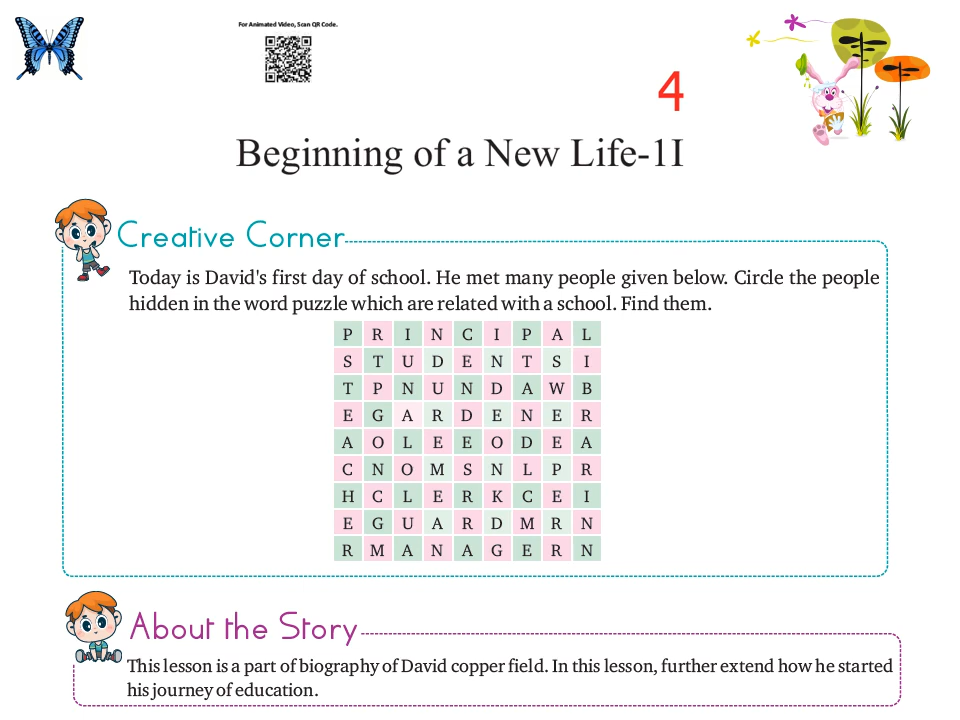 For Animated Video, Scan QR Code.
4
Beginning of a New Life-1I
Creative Corner
Today is David's first day of school. He met many people given below. Circle the people
hidden in the word puzzle which are related with a school. Find them.
P R I N C I P A L
S T U D E N T S I
T P N U N D A W B
E G A R D E N E R
A O L E E O D E A
C N O M S N L P R
H C L E R K C E I
E G U A R D M R N
R M A N A G E R N
About the Story
This lesson is a part of biography of David copper field. In this lesson, further extend how he started
his journey of education.